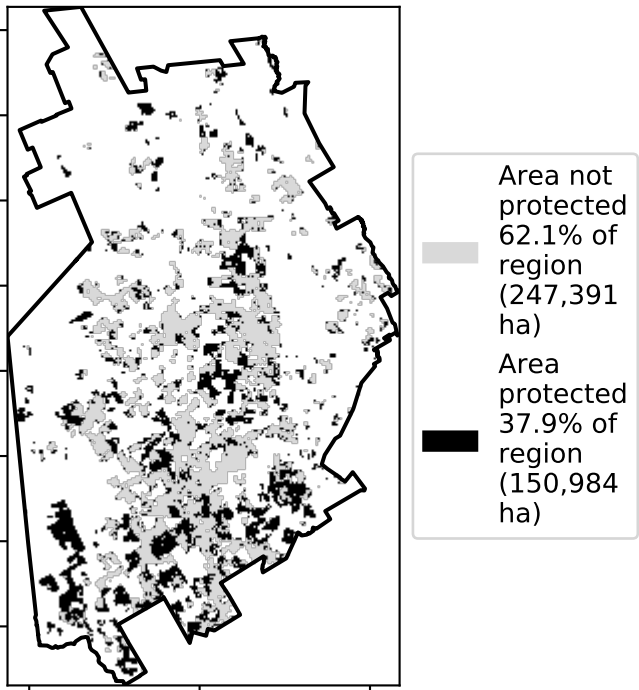 Area not
protected
62.1% of
region
(247,391
ha)
Area
protected
37.9% of
region
(150,984
ha)